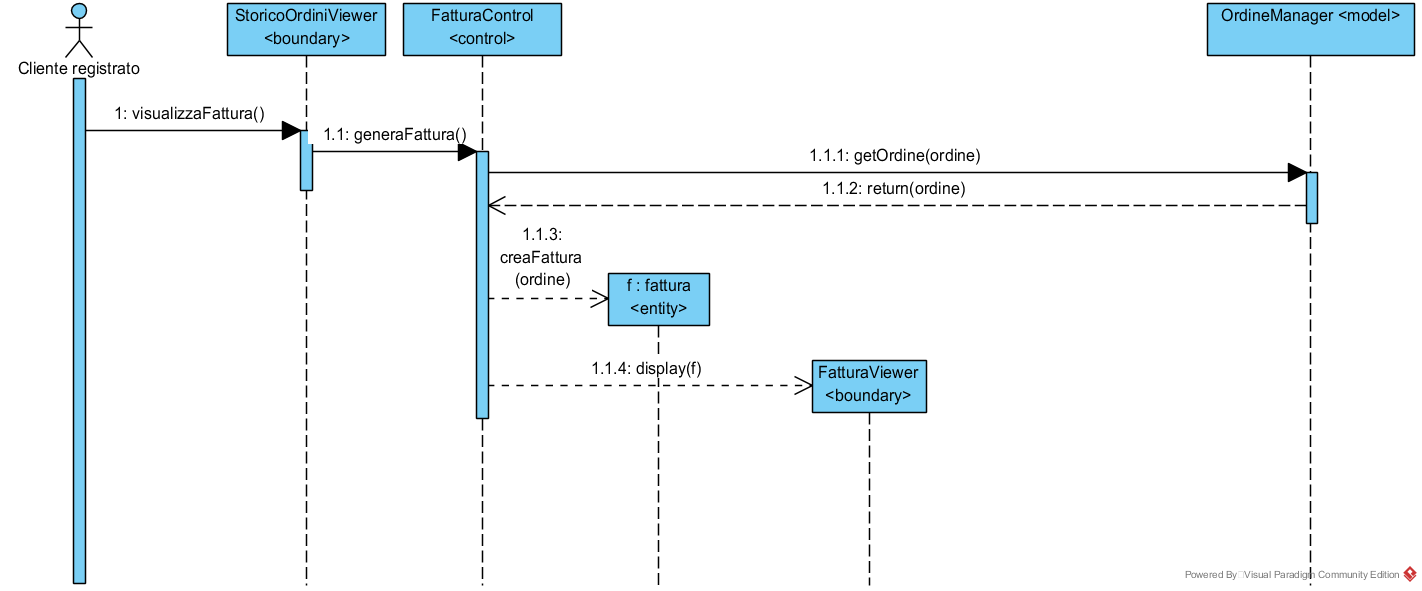 StoricoOrdiniViewer
<boundary>
FatturaControl
<control>
OrdineManager <model>
Cliente registrato
1: visualizzaFattura()
1.1: generaFattura()
1.1.1: getOrdine(ordine)
1.1.2: return(ordine)
1.1.3:
creaFattura
(ordine)
f : fattura
<entity>
1.1.4: display(f)
FatturaViewer
<boundary>
Powered By Visual Paradigm Community Edition